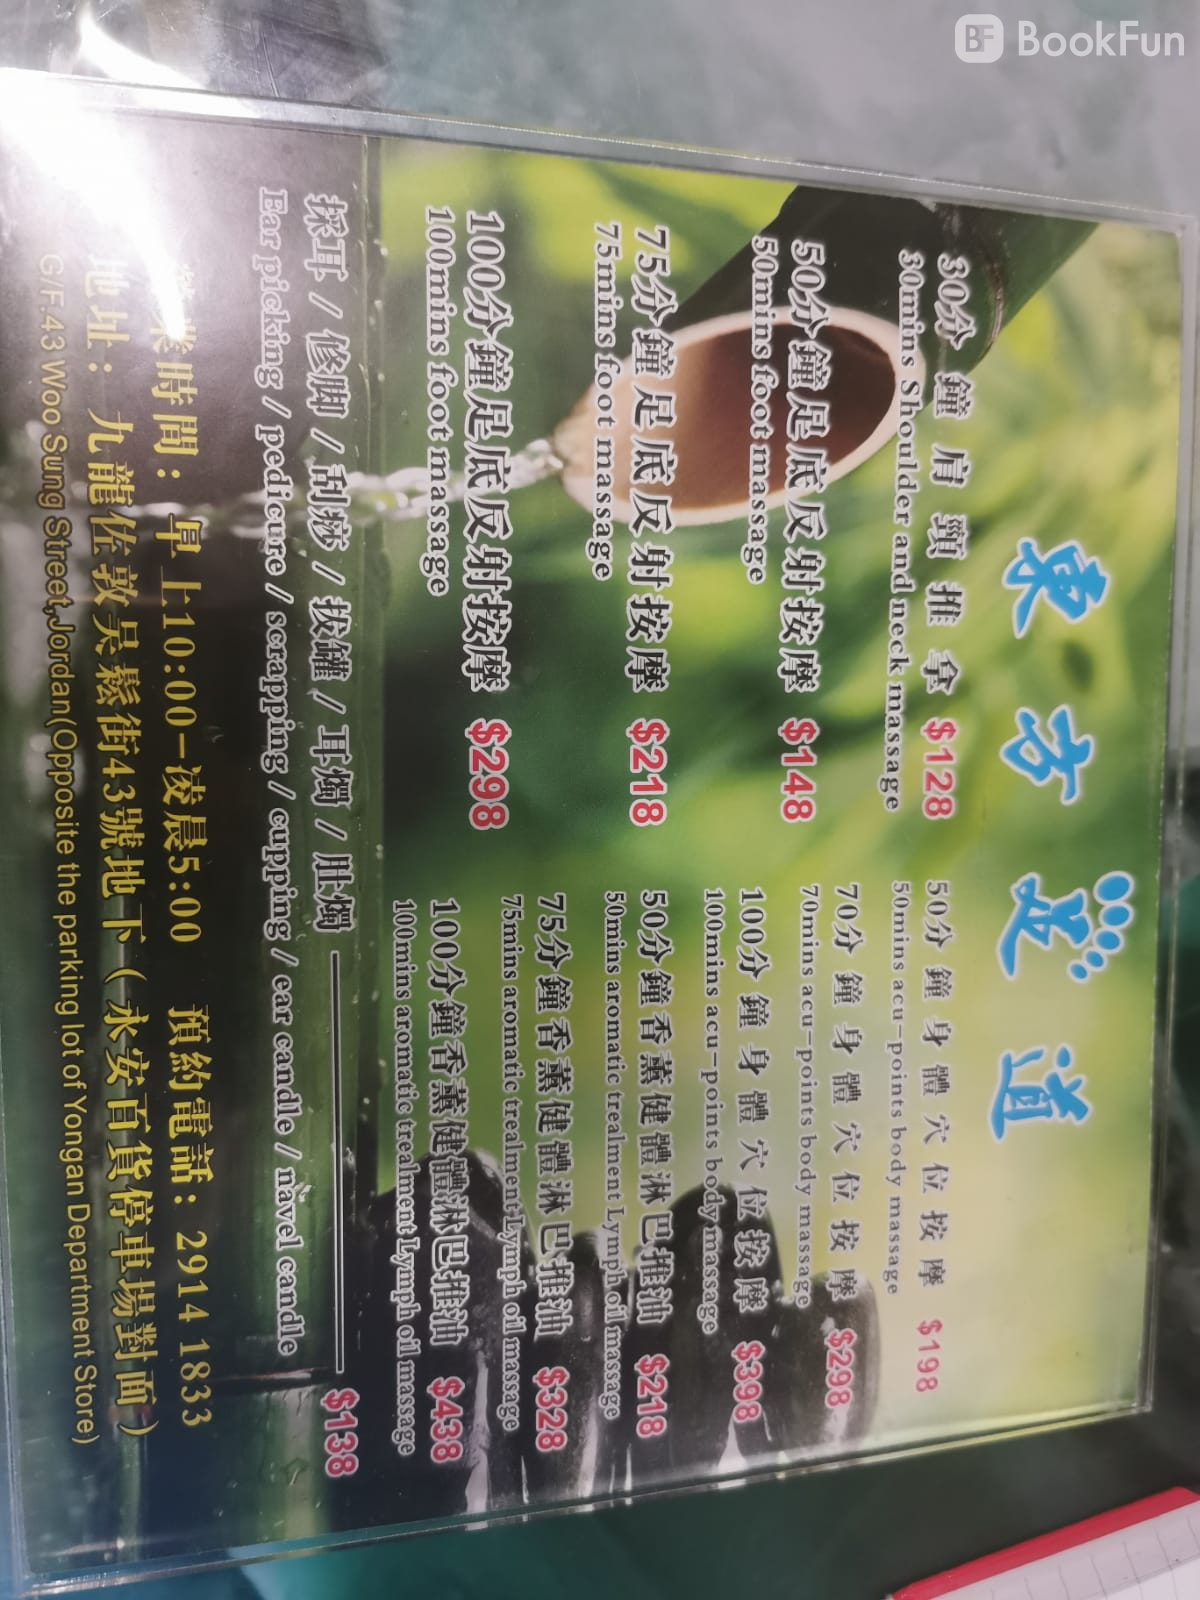 BookFun
東方足道
30分鐘肩頸推拿 $128
30mins Shoulder and neck massage
50分鐘足底反射按摩 $148
50mins foot massage
75分鐘足底反射按摩 $218
75mins foot massage
100分鐘足底反射按摩 $298
100mins foot massage
50分鐘身體穴位按摩 $198
50mins acu-points body massage
70分鐘身體穴位按摩 $298
70mins acu-points body massage
100分鐘身體穴位按摩 $398
100mins acu-points body massage
50分鐘香薰健體淋巴推油 $218
50mins aromatic trealment Lymph oil massage
75分鐘香薰健體淋巴推油 $328
75mins aromatic trealment Lymph oil massage
100分鐘香薰健體淋巴推油 $438
100mins aromatic trealment Lymph oil massage
採耳 / 修脚 / 刮痧 / 拔罐 / 耳燭 / 肚燭 $138
Ear picking / pedicure / scrapping / cupping / ear candle / navel candle
業時間: 早上10:00-凌晨5:00 預約電話: 2914 1833
地址: 九龍佐敦吳鬆街43號地下（永安百貨停車場對面）
G/F.43 Woo Sung Street,Jordan(Opposite the parking lot of Yongan Department Store)